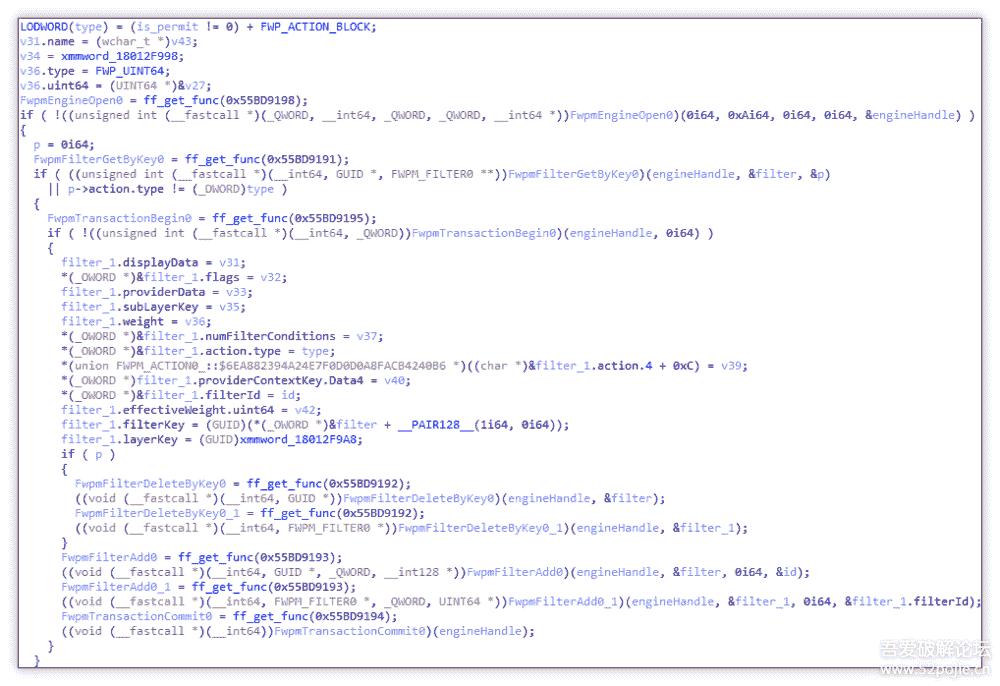 LODWORD(type) = (is_permit != 0) + FWP_ACTION_BLOCK;
v31.name = (wchar_t *)v43;
v34 = xmmword_18012F998;
v36.type = FWP_UINT64;
v36.uint64 = (UINT64 *)&v27;
FwpmEngineOpen0 = ff_get_func(0x55BD9198);
if ( !((unsigned int (__fastcall *)(_QWORD, __int64, _QWORD, _QWORD, __int64 *))FwpmEngineOpen0)(0i64, 0xAi64, 0i64, 0i64, &engineHandle) )
{
p = 0i64;
FwpmFilterGetByKey0 = ff_get_func(0x55BD9191);
if ( ((unsigned int (__fastcall *)(__int64, GUID *, FWPM_FILTER0 **))FwpmFilterGetByKey0)(engineHandle, &filter, &p)
|| p->action.type != (_DWORD)type )
{
FwpmTransactionBegin0 = ff_get_func(0x55BD9195);
if ( !((unsigned int (__fastcall *)(__int64, _QWORD))FwpmTransactionBegin0)(engineHandle, 0i64) )
{
filter_1.displayData = v31;
*(_OWORD *)&filter_1.flags = v32;
filter_1.providerData = v33;
filter_1.subLayerKey = v35;
filter_1.weight = v36;
*(_OWORD *)&filter_1.numFilterConditions = v37;
*(_OWORD *)&filter_1.action.type = type;
*(union FWPM_ACTION0_::$6EA882394A24E7F0D0D0A8FACB4240B6 *)((char *)&filter_1.action.4 + 0xC) = v39;
*(_OWORD *)filter_1.providerContextKey.Data4 = v40;
*(_OWORD *)&filter_1.filterId = id;
filter_1.effectiveWeight.uint64 = v42;
filter_1.filterKey = (GUID)(*(_OWORD *)&filter + __PAIR128__(1i64, 0i64));
filter_1.layerKey = (GUID)xmmword_18012F9A8;
if ( p )
{
FwpmFilterDeleteByKey0 = ff_get_func(0x55BD9192);
((void (__fastcall *)(__int64, GUID *))FwpmFilterDeleteByKey0)(engineHandle, &filter);
FwpmFilterDeleteByKey0_1 = ff_get_func(0x55BD9192);
((void (__fastcall *)(__int64, FWPM_FILTER0 *))FwpmFilterDeleteByKey0_1)(engineHandle, &filter_1);
}
FwpmFilterAdd0 = ff_get_func(0x55BD9193);
((void (__fastcall *)(__int64, GUID *, _QWORD, __int128 *))FwpmFilterAdd0)(engineHandle, &filter, 0i64, &id);
FwpmFilterAdd0_1 = ff_get_func(0x55BD9193);
((void (__fastcall *)(__int64, FWPM_FILTER0 *, _QWORD, UINT64 *))FwpmFilterAdd0_1)(engineHandle, &filter_1, 0i64, &filter_1.filterId);
FwpmTransactionCommit0 = ff_get_func(0x55BD9194);
((void (__fastcall *)(__int64))FwpmTransactionCommit0)(engineHandle);
}
}
吾爱破解论坛
www.52pojie.cn